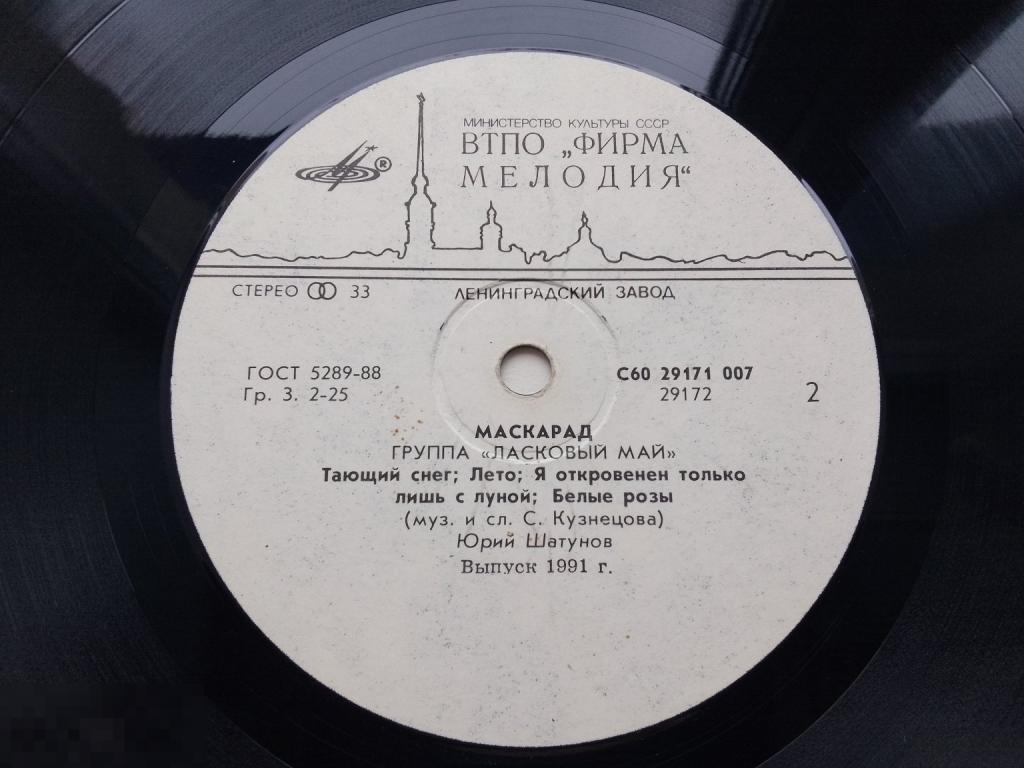 МИНИСТЕРСТВО КУЛЬТУРЫ СССР
ВТПО „ФИРМА
МЕЛОДИЯ“
®
СТЕРЕО 33
ЛЕНИНГРАДСКИЙ ЗАВОД
ГОСТ 5289-88
Гр. 3. 2-25
С60 29171 007
29172
2
МАСКАРАД
ГРУППА «ЛАСКОВЫЙ МАЙ»
Тающий снег; Лето; Я откровенен только
лишь с луной; Белые розы
(муз. и сл. С. Кузнецова)
Юрий Шатунов
Выпуск 1991 г.